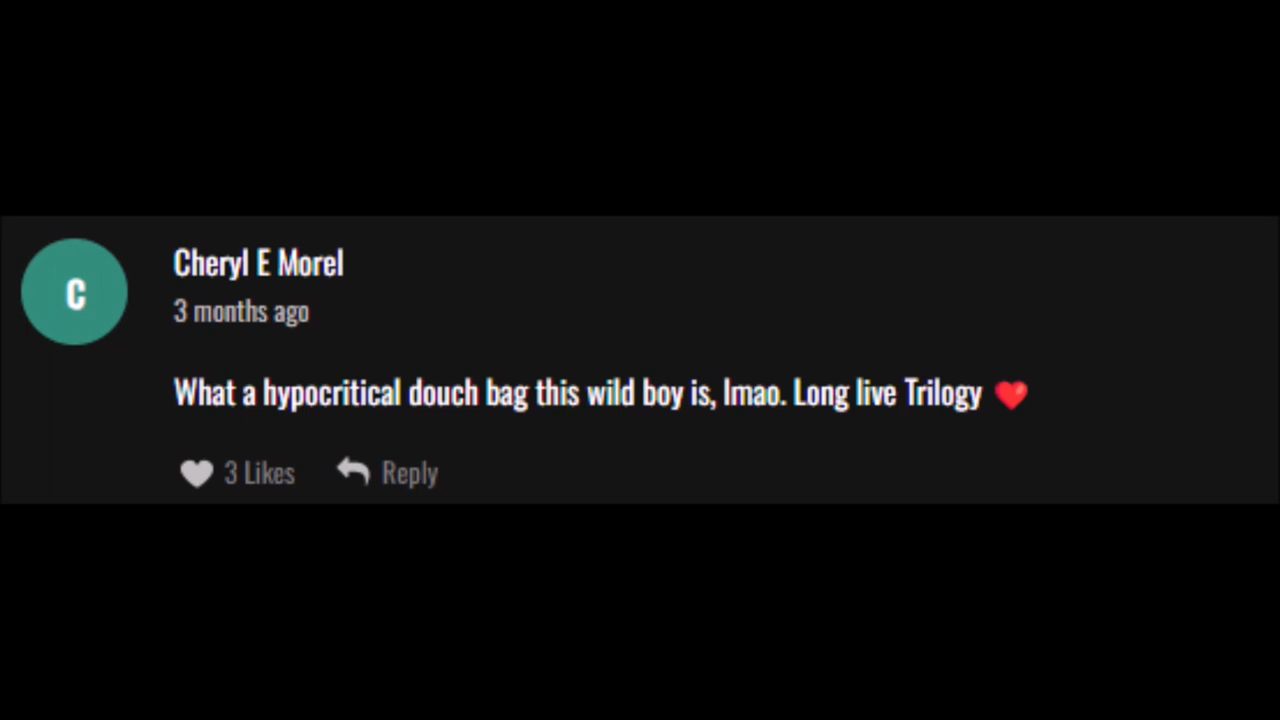 C
Cheryl E Morel
3 months ago
What a hypocritical douch bag this wild boy is, lmao. Long live Trilogy ❤️
3 Likes Reply